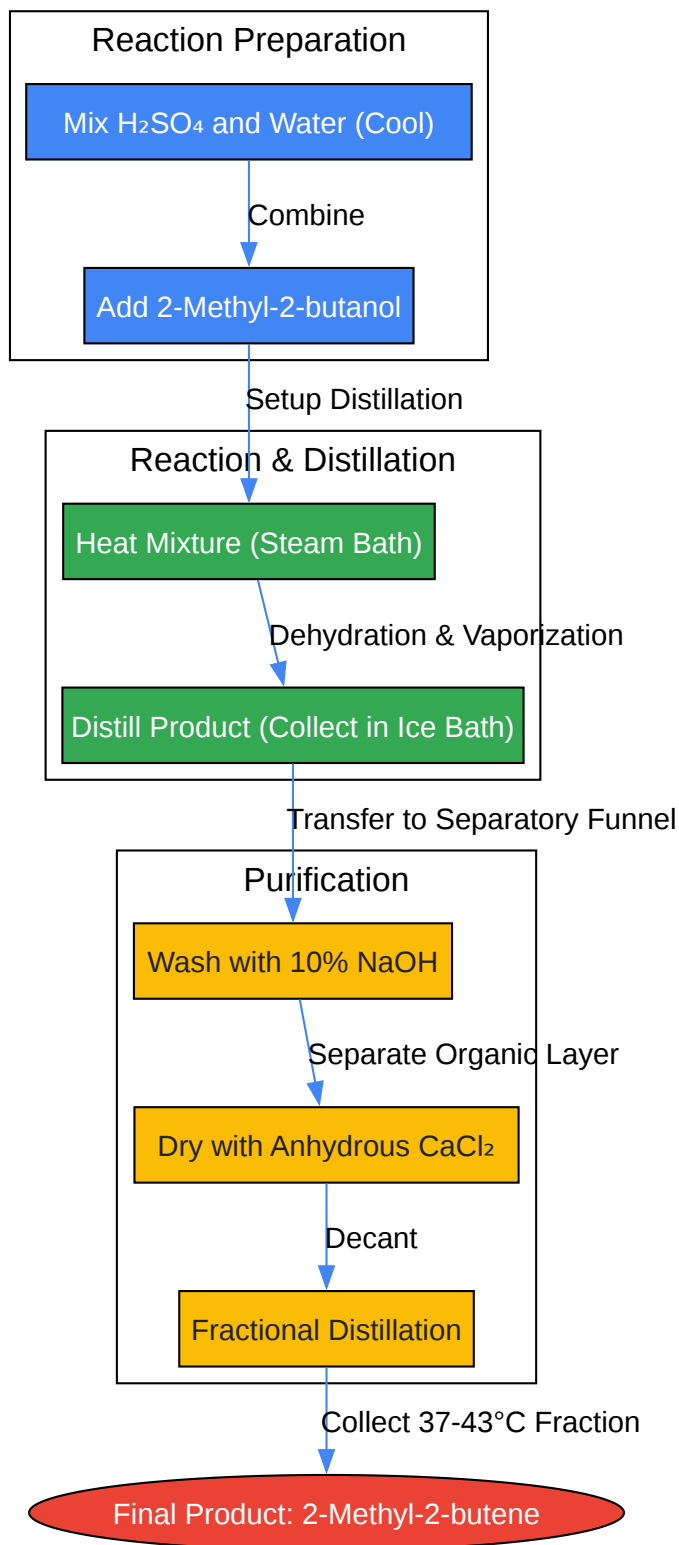 Reaction Preparation
Mix H₂SO₄ and Water (Cool)
Combine
Add 2-Methyl-2-butanol
Setup Distillation
Reaction & Distillation
Heat Mixture (Steam Bath)
Dehydration & Vaporization
Distill Product (Collect in Ice Bath)
Transfer to Separatory Funnel
Purification
Wash with 10% NaOH
Separate Organic Layer
Dry with Anhydrous CaCl₂
Decant
Fractional Distillation
Collect 37-43°C Fraction
Final Product: 2-Methyl-2-butene